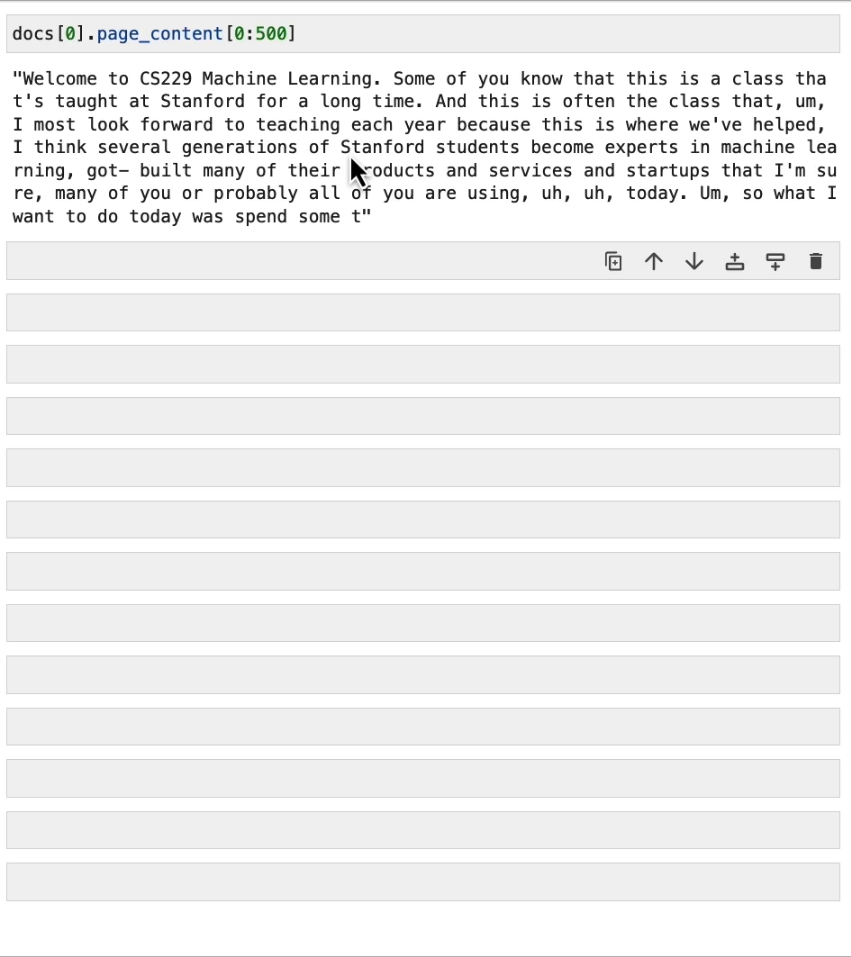 docs[0].page_content[0:500]
"Welcome to CS229 Machine Learning. Some of you know that this is a class tha
t's taught at Stanford for a long time. And this is often the class that, um,
I most look forward to teaching each year because this is where we've helped,
I think several generations of Stanford students become experts in machine lea
rning, got- built many of their products and services and startups that I'm su
re, many of you or probably all of you are using, uh, uh, today. Um, so what I
want to do today was spend some t"